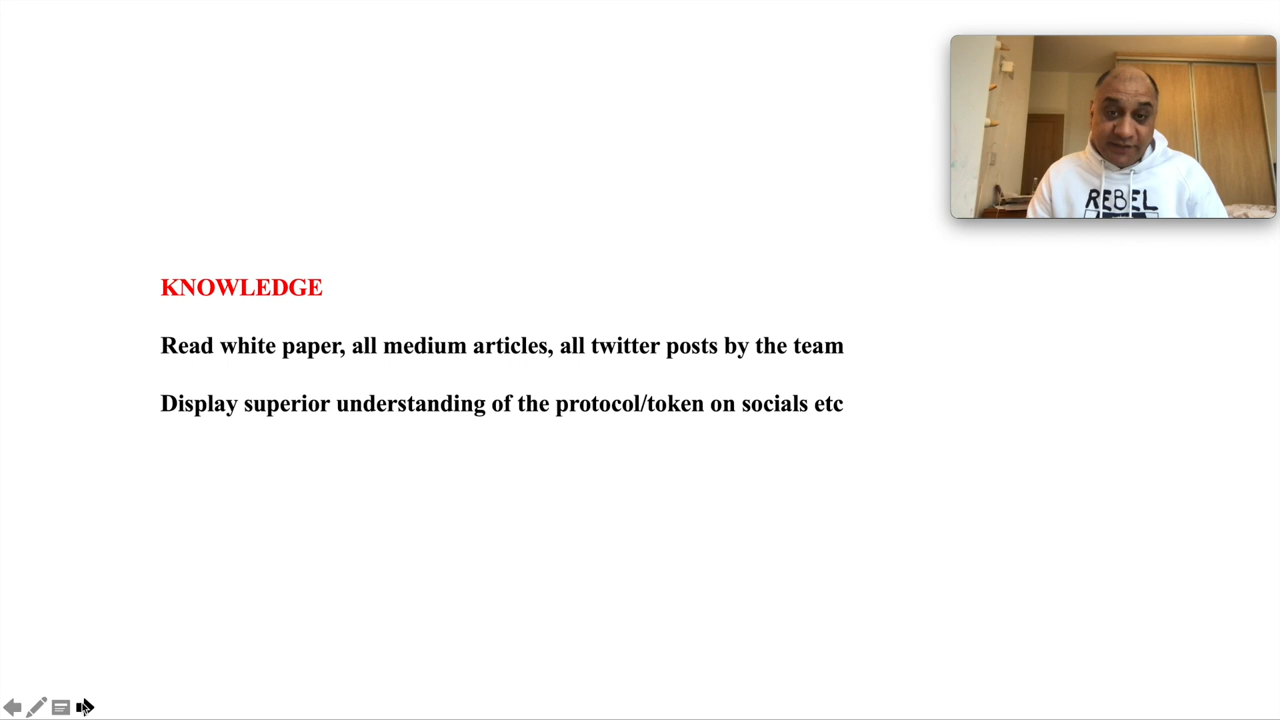 REBEL
KNOWLEDGE
Read white paper, all medium articles, all twitter posts by the team
Display superior understanding of the protocol/token on socials etc